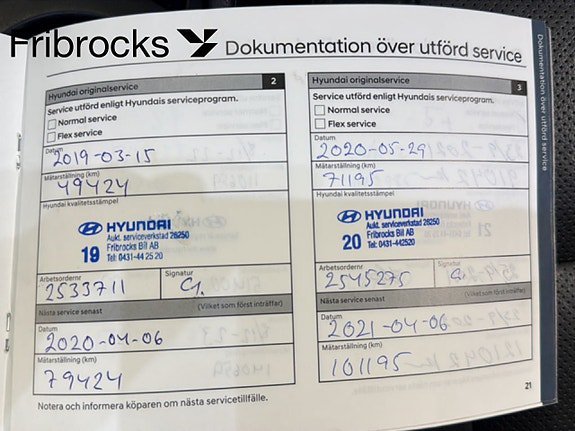 Fribrocks
Dokumentation över utförd service
Dokumentation över utförd service
Hyundai originalservice 2
Service utförd enligt Hyundais serviceprogram.
Normal service
Flex service
Datum
2019-03-15
Mätarställning (km)
49424
Hyundai kvalitetsstämpel
HYUNDAI
Aukt. serviceverkstad 26250
19 Fribrocks Bil AB
Tel: 0431-44 25 20
Arbetsordernr Signatur
2533711
Nästa service senast (Vilket som först inträffar)
Datum
2020-04-06
Mätarställning (km)
79424
Hyundai originalservice 3
Service utförd enligt Hyundais serviceprogram.
Normal service
Flex service
Datum
2020-05-29
Mätarställning (km)
71195
Hyundai kvalitetsstämpel
HYUNDAI
Aukt. serviceverkstad 26250
20 Fribrocks Bil AB
Tel: 0431-442520
Arbetsordernr Signatur
2545275
Nästa service senast (Vilket som först inträffar)
Datum
2021-04-06
Mätarställning (km)
101195
Notera och informera köparen om nästa servicetillfälle.
21